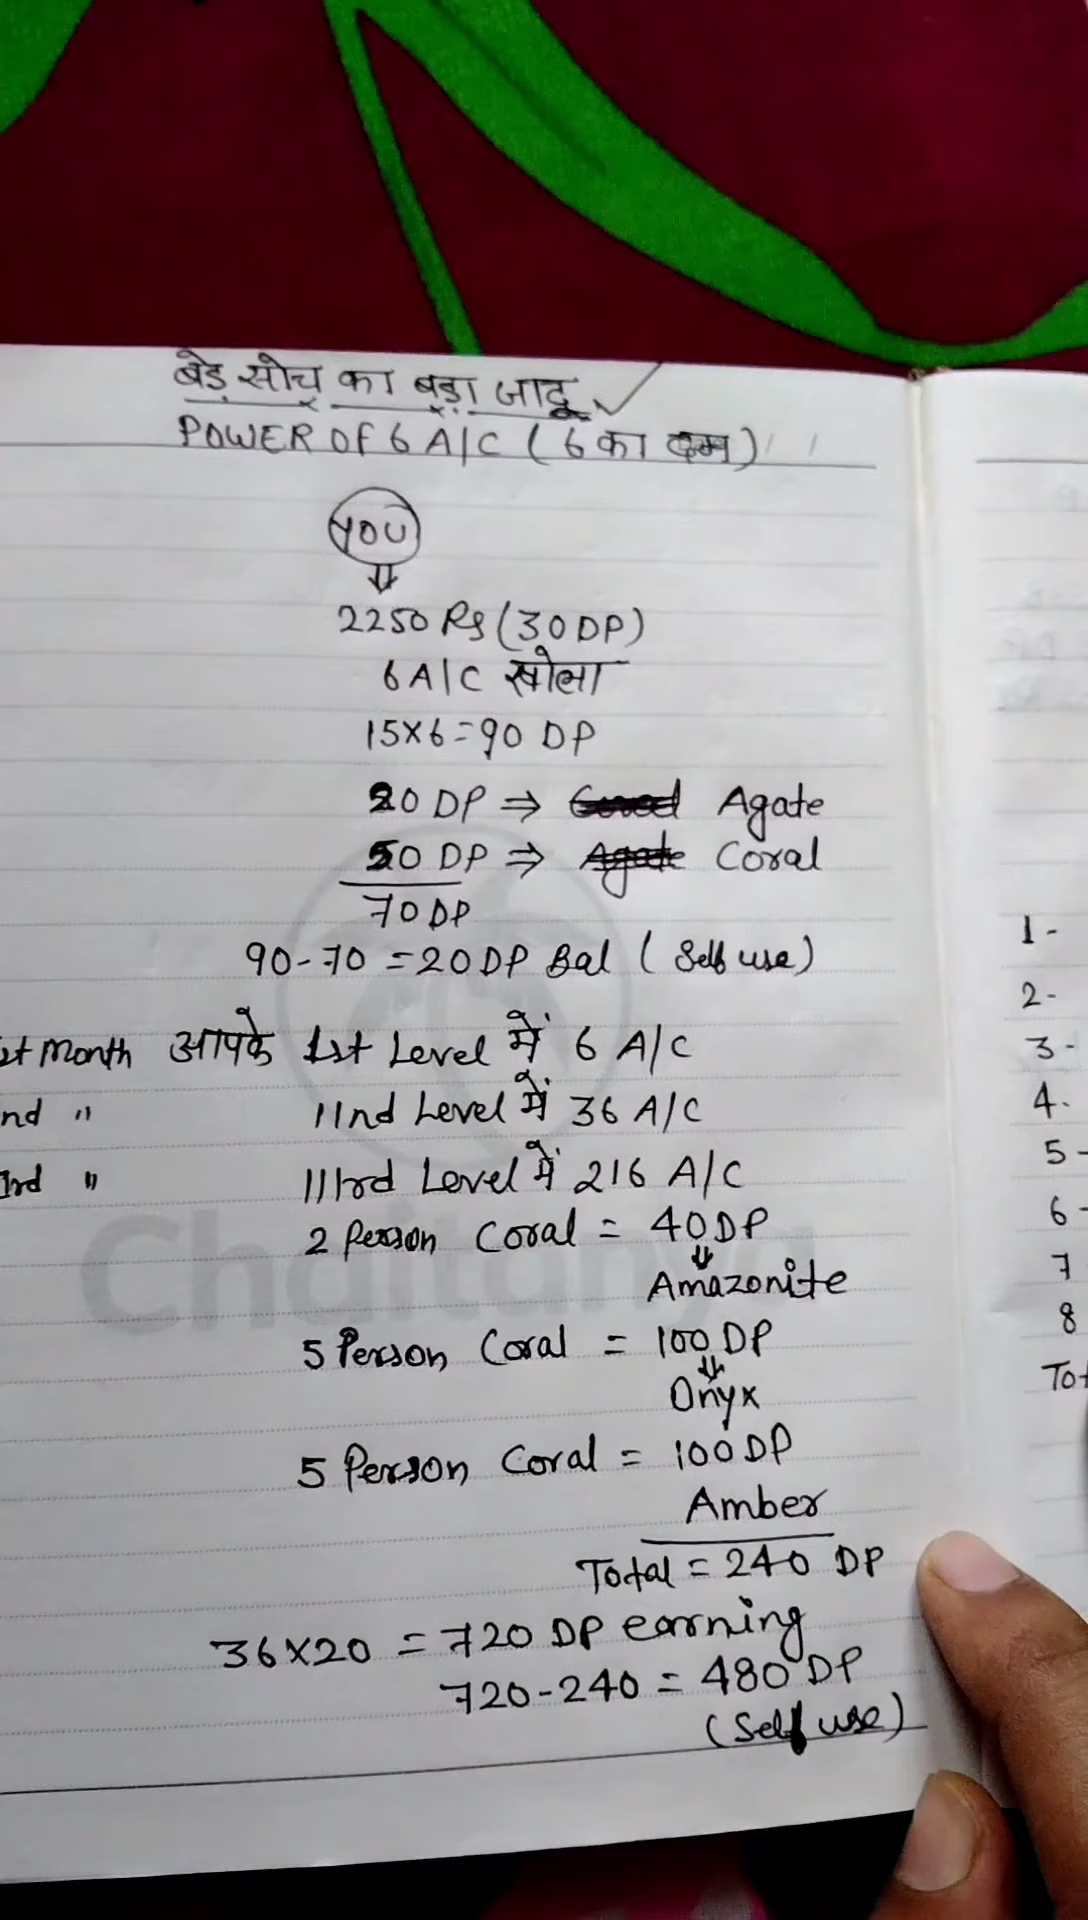 बड़े सोच का बड़ा जादू ✓
POWER OF 6 A/C (6 का दम)
YOU
⇓
2250 Rs (30 DP)
6 A/C खोला
15×6=90 DP
20 DP ⇒ Agate
50 DP ⇒ Agate Coral
70 DP
90-70 =20 DP Bal (Self use)
st Month आपके 1st Level में 6 A/C
nd " IInd Level में 36 A/C
IIrd " IIIrd Level में 216 A/C
2 Person Coral = 40 DP
⇓
Amazonite
5 Person Coral = 100 DP
⇓
Onyx
5 Person Coral = 100 DP
Amber
Total = 240 DP
36×20 = 720 DP earning
720-240 = 480 DP
(Self use)
1-
2-
3-
4.
5-
6-
7
8
Tot